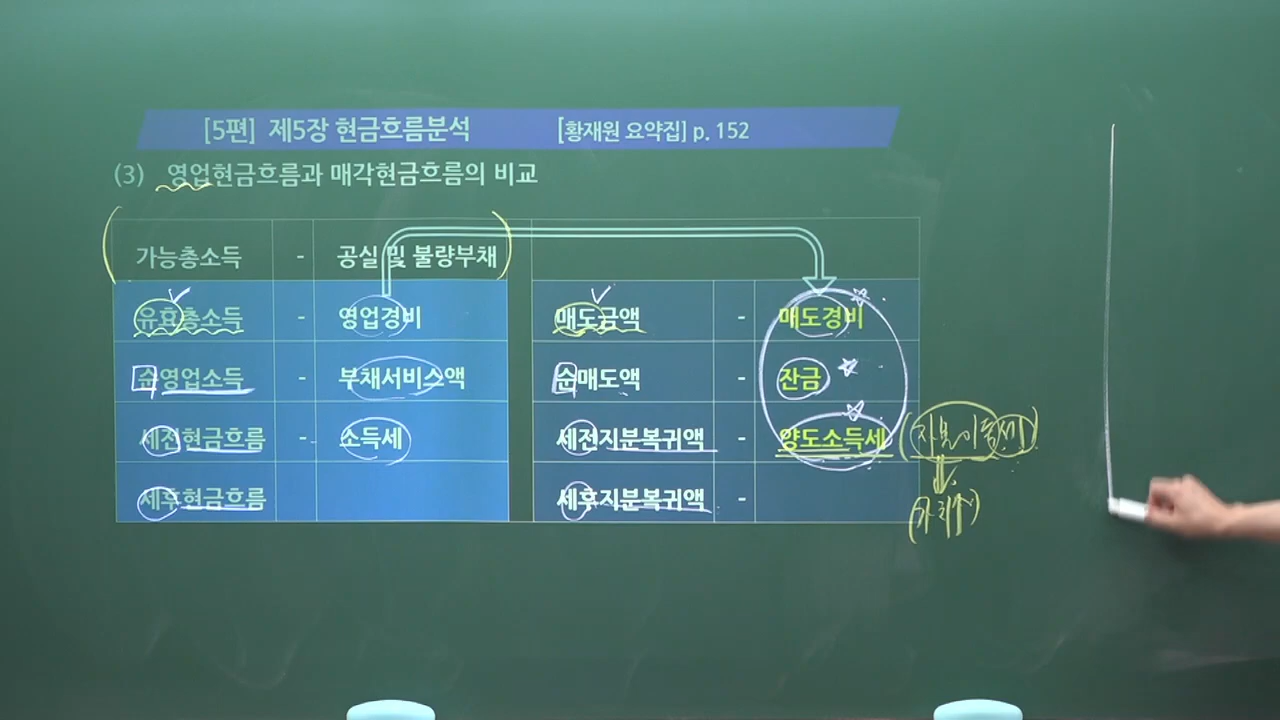 [5편] 제5장 현금흐름분석 [황재원 요약집] p. 152
(3) 영업현금흐름과 매각현금흐름의 비교
가능총소득 - 공실 및 불량부채
유효총소득 - 영업경비 매도금액 - 매도경비
순영업소득 - 부채서비스액 순매도액 - 잔금
세전현금흐름 - 소득세 세전지분복귀액 - 양도소득세 (자본이득세)
세후현금흐름 세후지분복귀액 -